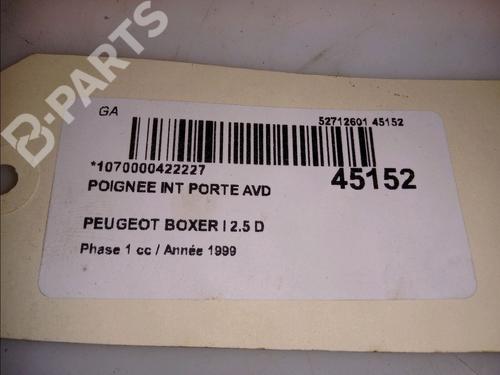 B-PARTS
GA
52712601 45152
*1070000422227
45152
POIGNEE INT PORTE AVD
PEUGEOT BOXER I 2.5 D
Phase 1 cc / Année 1999